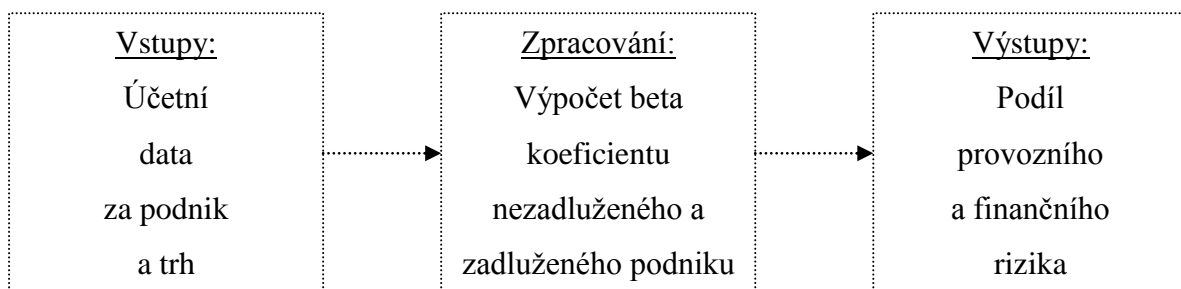 Vstupy:
Účetní
data
za podnik
a trh
Zpracování:
Výpočet beta
koeficientu
nezadluženého a
zadluženého podniku
Výstupy:
Podíl
provozního
a finančního
rizika